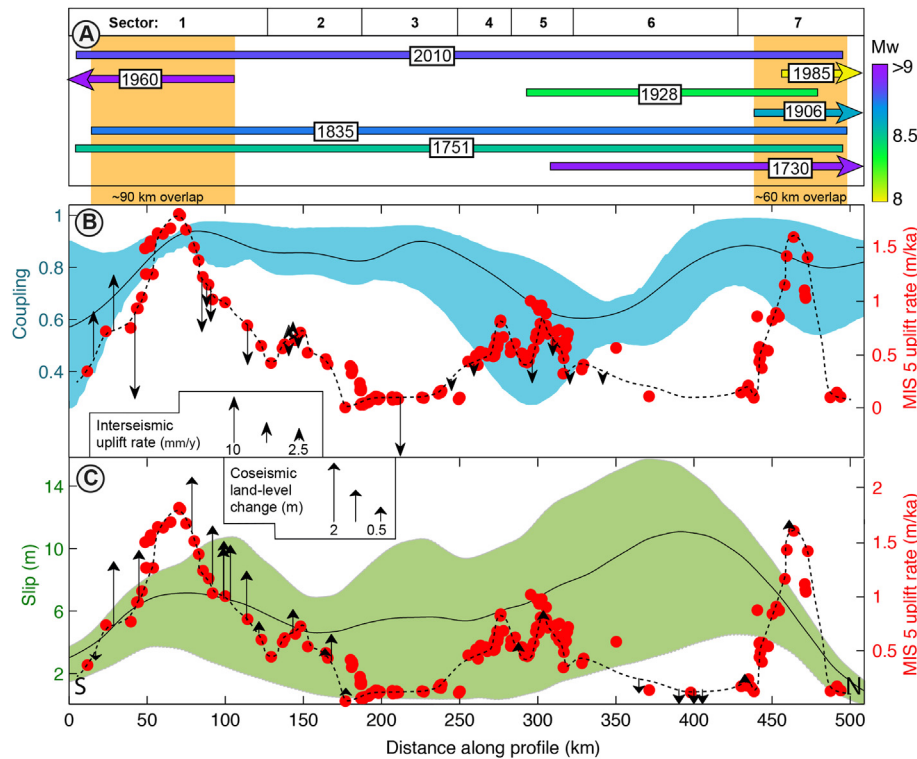 Sector: 1 2 3 4 5 6 7
A
Mw
>9
8.5
8
2010
1960
1985
1928
1906
1835
1751
1730
~90 km overlap
~60 km overlap
B
Coupling
1
0.8
0.6
0.4
MIS 5 uplift rate (m/ka)
1.5
1
0.5
0
Interseismic
uplift rate (mm/y)
10
2.5
C
Coseismic
land-level
change (m)
2
0.5
Slip (m)
14
10
6
2
MIS 5 uplift rate (m/ka)
2
1.5
1
0.5
S
N
0 50 100 150 200 250 300 350 400 450 500
Distance along profile (km)